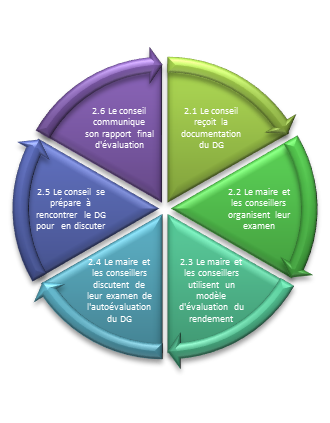 2.1 Le conseil
reçoit la
documentation
du DG
2.2 Le maire et
les conseillers
organisent leur
examen
2.3 Le maire et
les conseillers
utilisent un
modèle
d'évaluation du
rendement
2.4 Le maire et
les conseillers
discutent de
leur examen de
l'autoévaluation
du DG
2.5 Le conseil se
prépare à
rencontrer le DG
pour en discuter
2.6 Le conseil
communique
son rapport final
d'évaluation